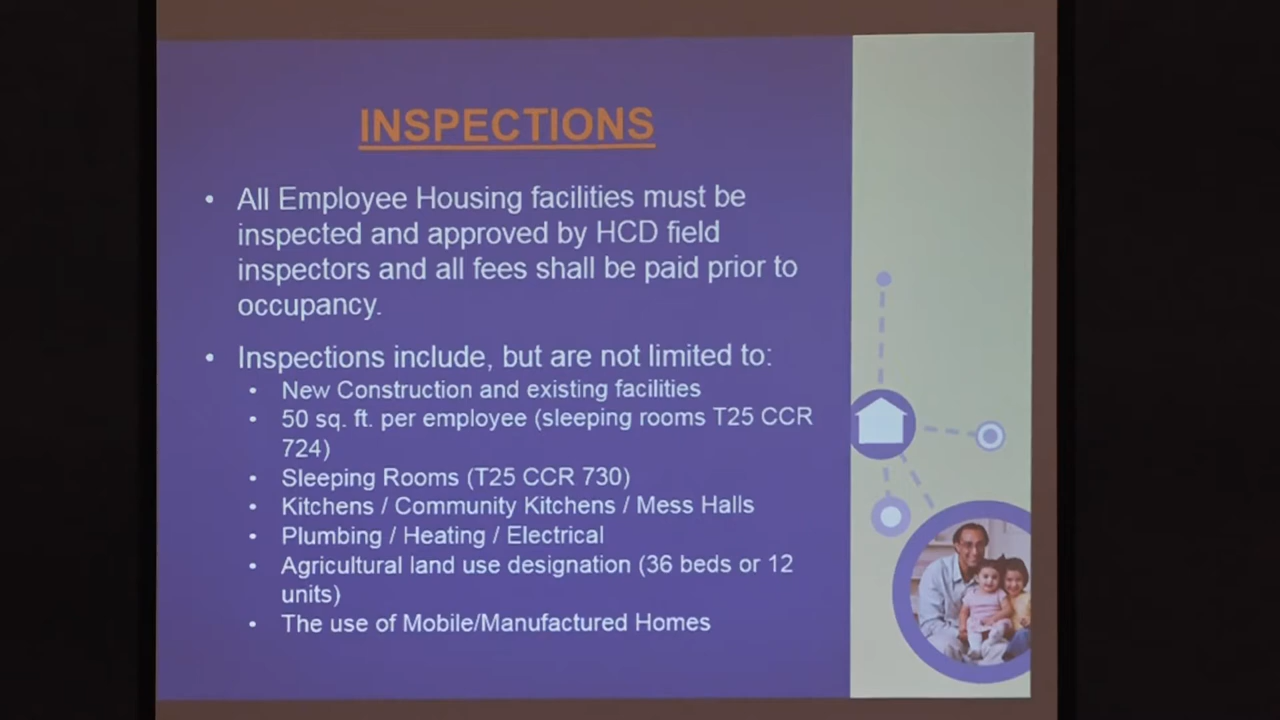 INSPECTIONS
• All Employee Housing facilities must be
inspected and approved by HCD field
inspectors and all fees shall be paid prior to
occupancy.
• Inspections include, but are not limited to:
• New Construction and existing facilities
• 50 sq. ft. per employee (sleeping rooms T25 CCR
724)
• Sleeping Rooms (T25 CCR 730)
• Kitchens / Community Kitchens / Mess Halls
• Plumbing / Heating / Electrical
• Agricultural land use designation (36 beds or 12
units)
• The use of Mobile/Manufactured Homes